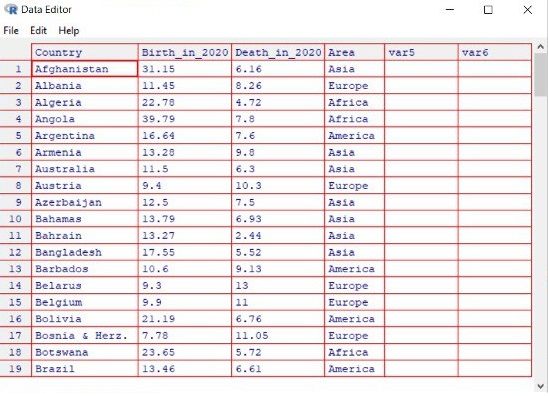 R Data Editor
File Edit Help
Country Birth_in_2020 Death_in_2020 Area var5 var6
1 Afghanistan 31.15 6.16 Asia
2 Albania 11.45 8.26 Europe
3 Algeria 22.78 4.72 Africa
4 Angola 39.79 7.8 Africa
5 Argentina 16.64 7.6 America
6 Armenia 13.28 9.8 Asia
7 Australia 11.5 6.3 Asia
8 Austria 9.4 10.3 Europe
9 Azerbaijan 12.5 7.5 Asia
10 Bahamas 13.79 6.93 Asia
11 Bahrain 13.27 2.44 Asia
12 Bangladesh 17.55 5.52 Asia
13 Barbados 10.6 9.13 America
14 Belarus 9.3 13 Europe
15 Belgium 9.9 11 Europe
16 Bolivia 21.19 6.76 America
17 Bosnia & Herz. 7.78 11.05 Europe
18 Botswana 23.65 5.72 Africa
19 Brazil 13.46 6.61 America